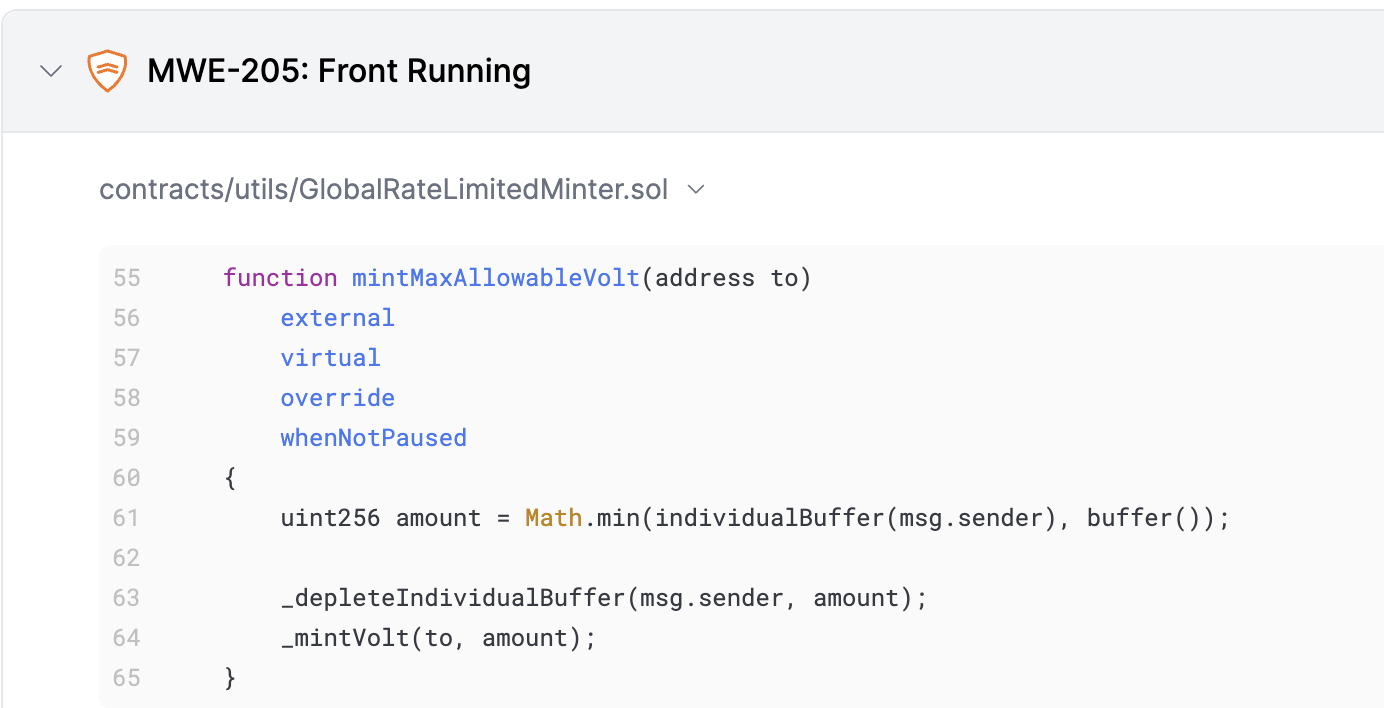 MWE-205: Front Running
contracts/utils/GlobalRateLimitedMinter.sol
55 function mintMaxAllowableVolt(address to)
56 external
57 virtual
58 override
59 whenNotPaused
60 {
61 uint256 amount = Math.min(individualBuffer(msg.sender), buffer());
62
63 _depleteIndividualBuffer(msg.sender, amount);
64 _mintVolt(to, amount);
65 }